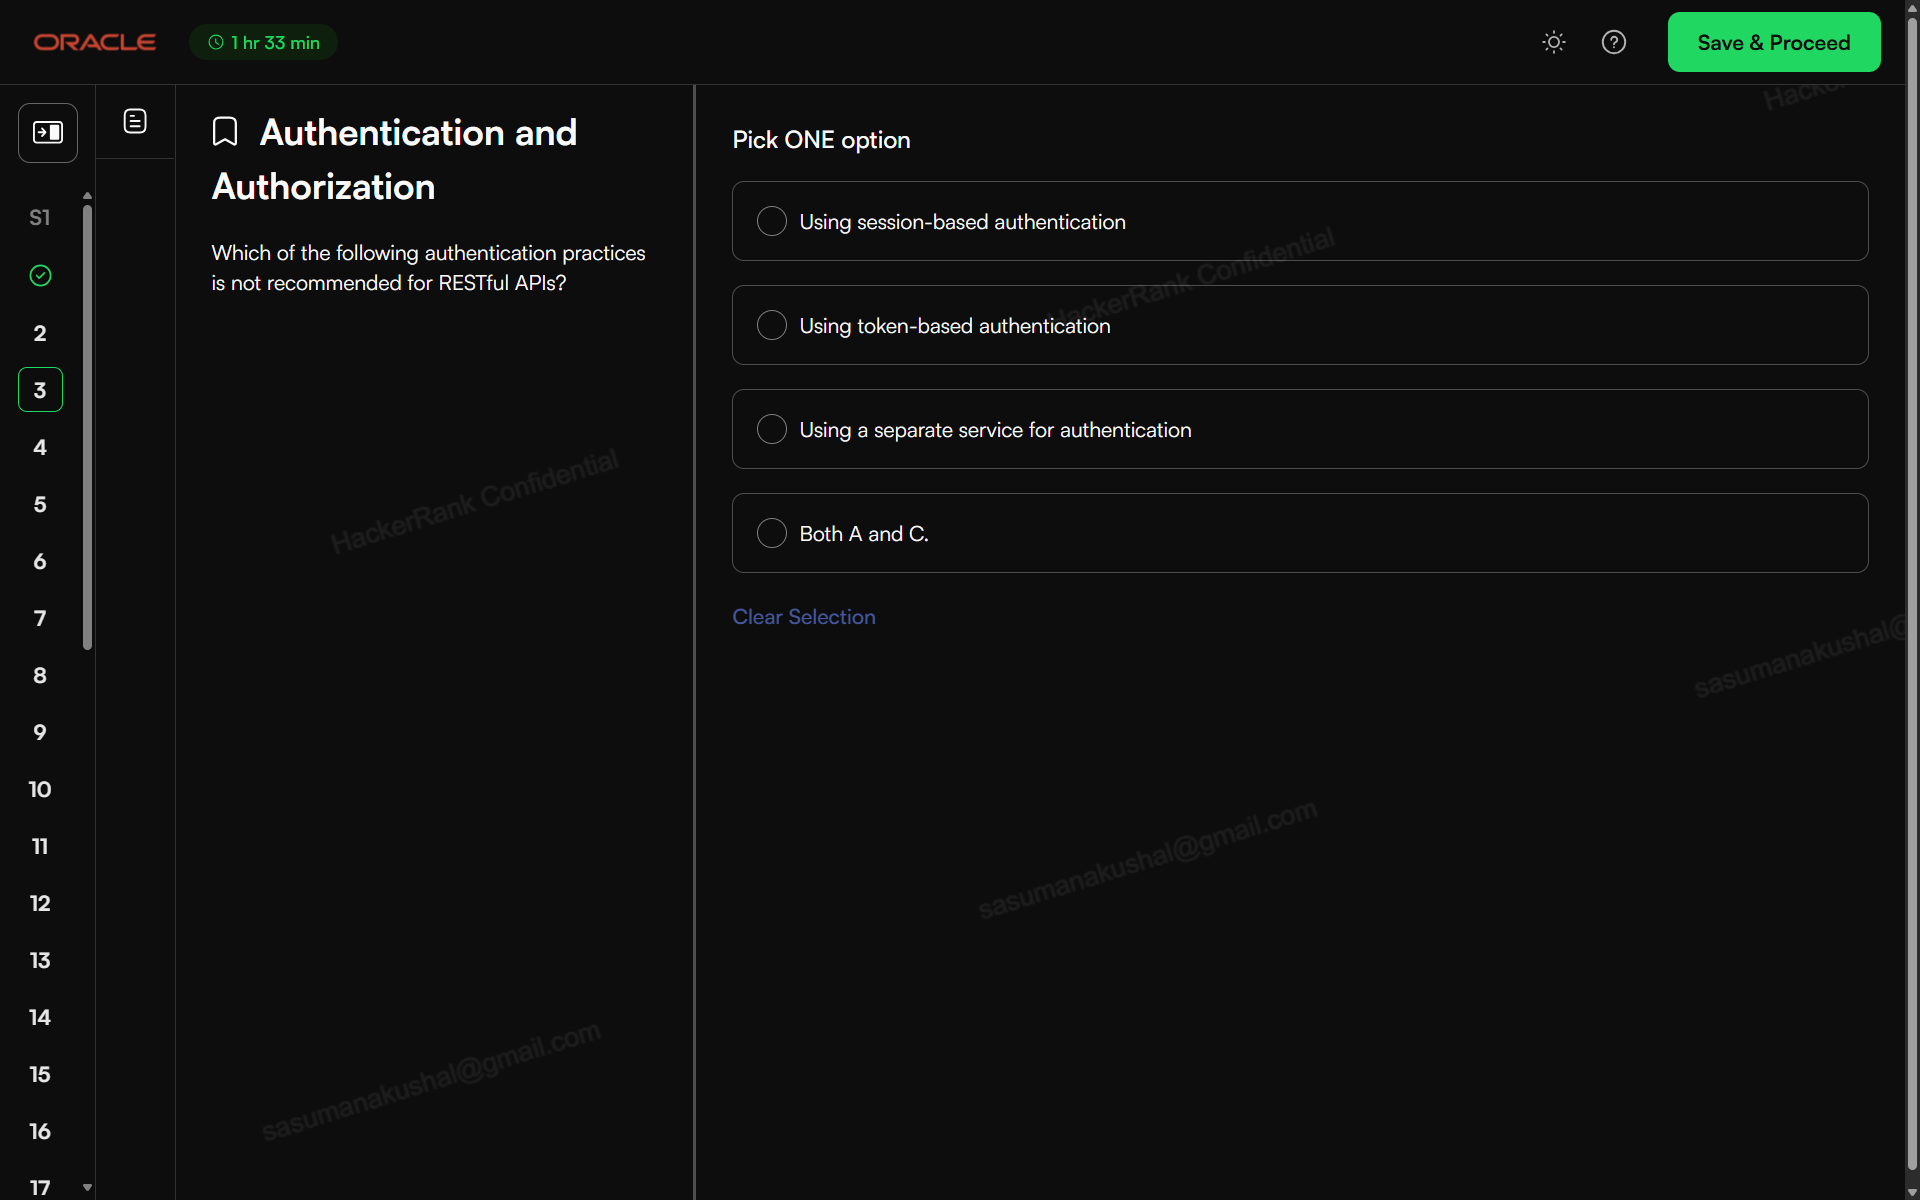 ORACLE
1 hr 33 min
Save & Proceed
S1
2
3
4
5
6
7
8
9
10
11
12
13
14
15
16
17
Authentication and
Authorization
Which of the following authentication practices
is not recommended for RESTful APIs?
Pick ONE option
Using session-based authentication
Using token-based authentication
Using a separate service for authentication
Both A and C.
Clear Selection
HackerRank Confidential
HackerRank Confidential
sasumanakushal@
sasumanakushal@gmail.com
sasumanakushal@gmail.com